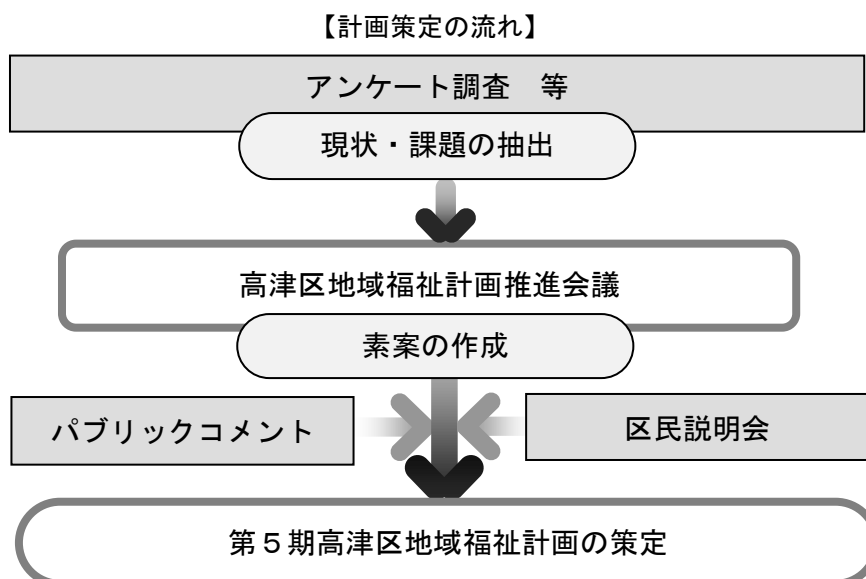 【計画策定の流れ】
アンケート調査　等
現状・課題の抽出
高津区地域福祉計画推進会議
素案の作成
パブリックコメント
区民説明会
第５期高津区地域福祉計画の策定